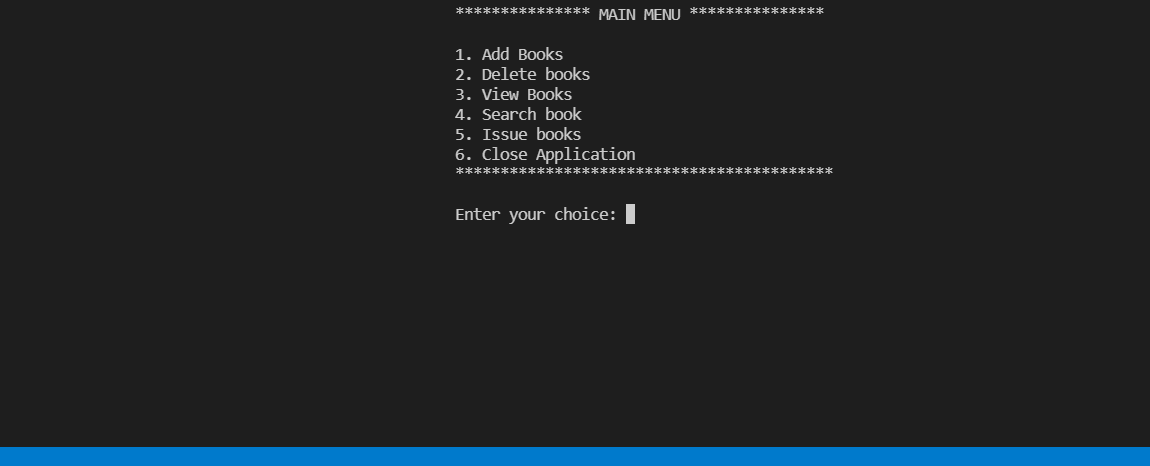 *************** MAIN MENU ***************
1. Add Books
2. Delete books
3. View Books
4. Search book
5. Issue books
6. Close Application
******************************************
Enter your choice: